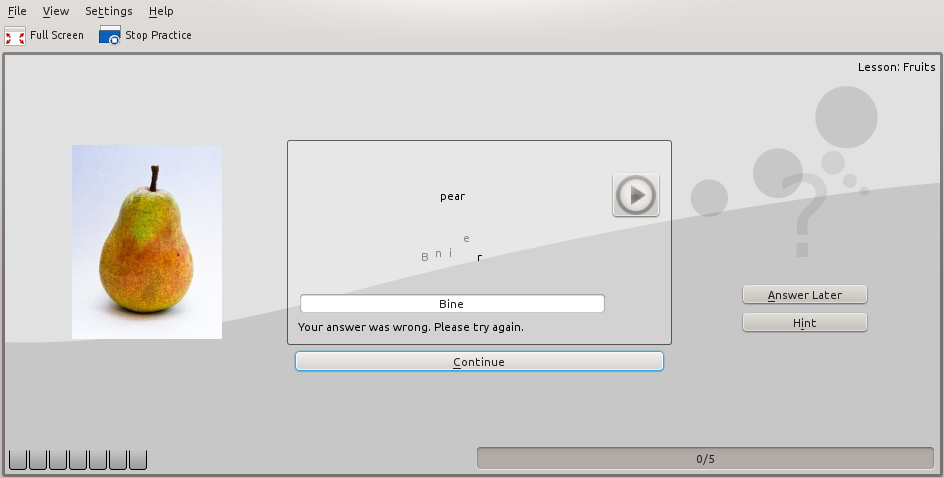 File View Settings Help
Full Screen Stop Practice
Lesson: Fruits
pear
B n i e r
Bine
Your answer was wrong. Please try again.
Continue
Answer Later
Hint
?
0/5